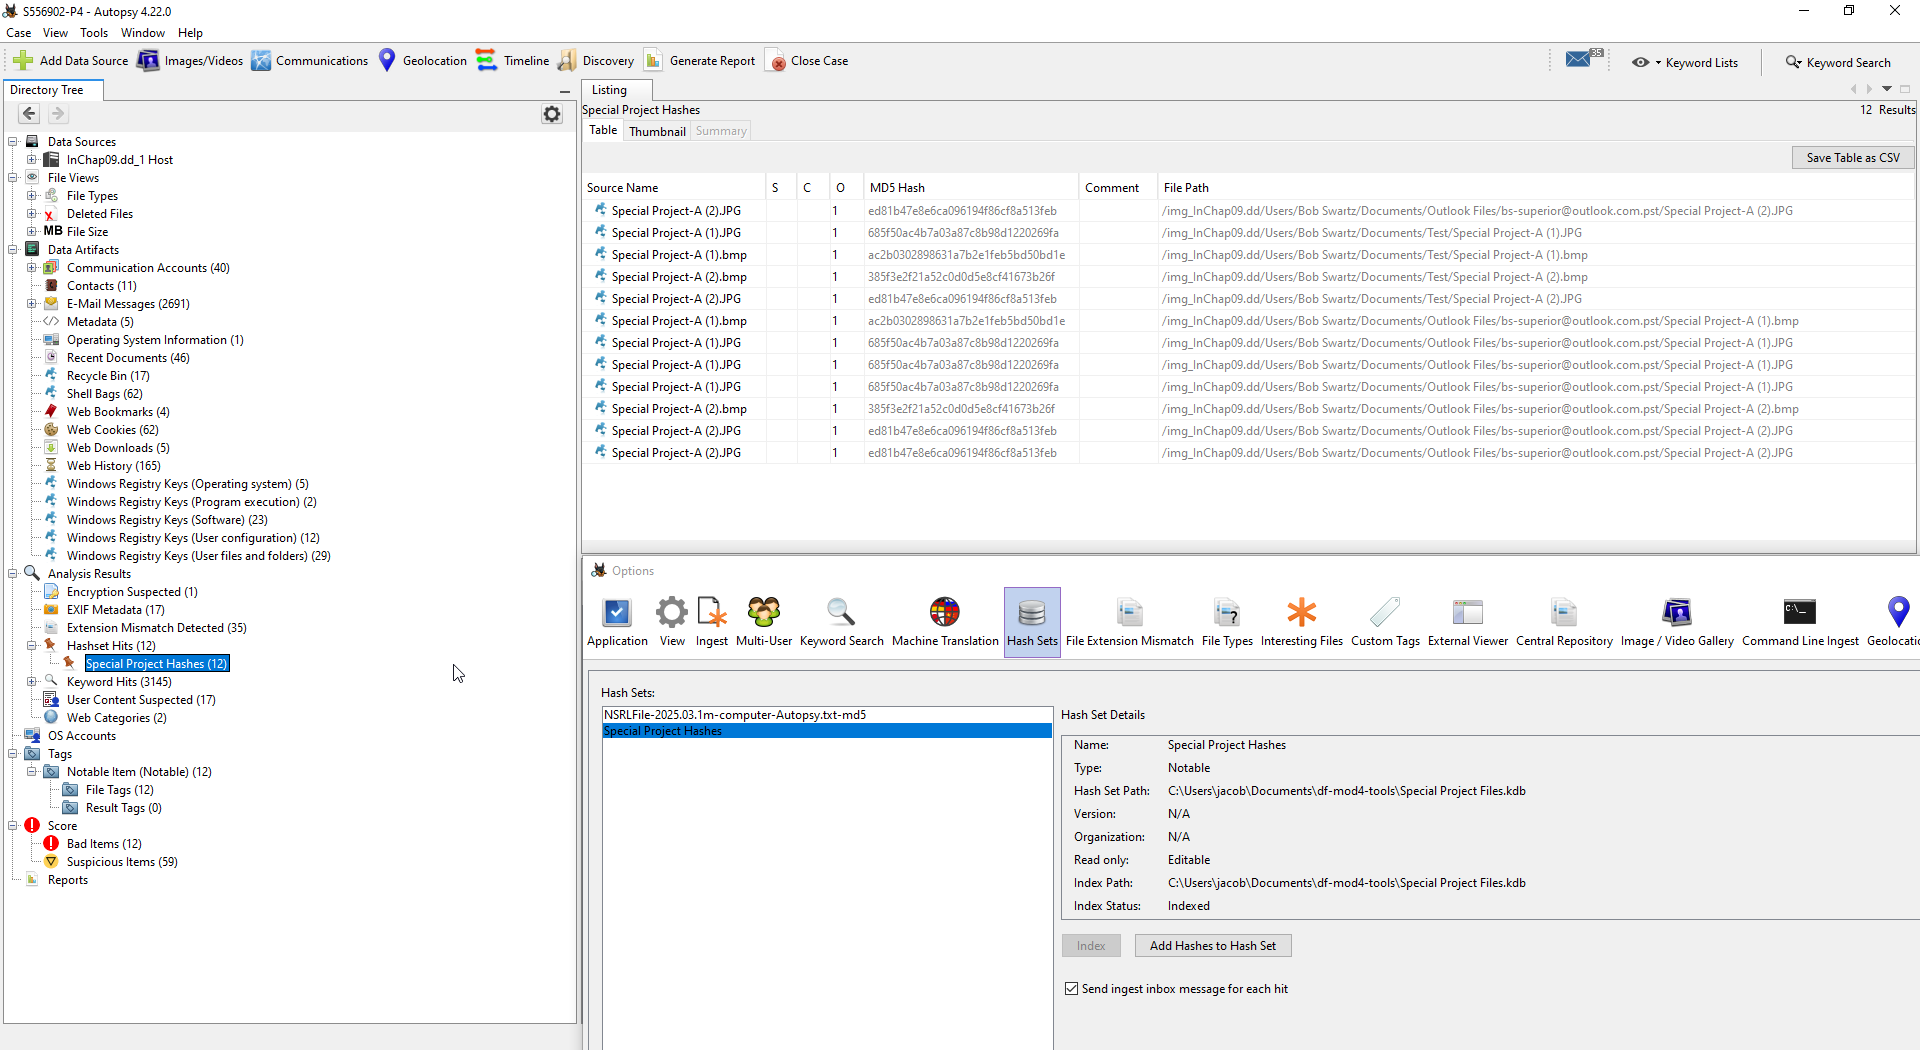 S556902-P4 - Autopsy 4.22.0
Case View Tools Window Help
Add Data Source Images/Videos Communications Geolocation Timeline Discovery Generate Report Close Case 35 Keyword Lists Keyword Search
Directory Tree
Data Sources
InChap09.dd_1 Host
File Views
File Types
Deleted Files
MB File Size
Data Artifacts
Communication Accounts (40)
Contacts (11)
E-Mail Messages (2691)
Metadata (5)
Operating System Information (1)
Recent Documents (46)
Recycle Bin (17)
Shell Bags (62)
Web Bookmarks (4)
Web Cookies (62)
Web Downloads (5)
Web History (165)
Windows Registry Keys (Operating system) (5)
Windows Registry Keys (Program execution) (2)
Windows Registry Keys (Software) (23)
Windows Registry Keys (User configuration) (12)
Windows Registry Keys (User files and folders) (29)
Analysis Results
Encryption Suspected (1)
EXIF Metadata (17)
Extension Mismatch Detected (35)
Hashset Hits (12)
Special Project Hashes (12)
Keyword Hits (3145)
User Content Suspected (17)
Web Categories (2)
OS Accounts
Tags
Notable Item (Notable) (12)
File Tags (12)
Result Tags (0)
Score
Bad Items (12)
Suspicious Items (59)
Reports
Listing
Special Project Hashes 12 Results
Table Thumbnail Summary
Save Table as CSV
Source Name S C O MD5 Hash Comment File Path
Special Project-A (2).JPG 1 ed81b47e8e6ca096194f86cf8a513feb /img_InChap09.dd/Users/Bob Swartz/Documents/Outlook Files/bs-superior@outlook.com.pst/Special Project-A (2).JPG
Special Project-A (1).JPG 1 685f50ac4b7a03a87c8b98d1220269fa /img_InChap09.dd/Users/Bob Swartz/Documents/Test/Special Project-A (1).JPG
Special Project-A (1).bmp 1 ac2b0302898631a7b2e1feb5bd50bd1e /img_InChap09.dd/Users/Bob Swartz/Documents/Test/Special Project-A (1).bmp
Special Project-A (2).bmp 1 385f3e2f21a52c0d0d5e8cf41673b26f /img_InChap09.dd/Users/Bob Swartz/Documents/Test/Special Project-A (2).bmp
Special Project-A (2).JPG 1 ed81b47e8e6ca096194f86cf8a513feb /img_InChap09.dd/Users/Bob Swartz/Documents/Test/Special Project-A (2).JPG
Special Project-A (1).bmp 1 ac2b0302898631a7b2e1feb5bd50bd1e /img_InChap09.dd/Users/Bob Swartz/Documents/Outlook Files/bs-superior@outlook.com.pst/Special Project-A (1).bmp
Special Project-A (1).JPG 1 685f50ac4b7a03a87c8b98d1220269fa /img_InChap09.dd/Users/Bob Swartz/Documents/Outlook Files/bs-superior@outlook.com.pst/Special Project-A (1).JPG
Special Project-A (1).JPG 1 685f50ac4b7a03a87c8b98d1220269fa /img_InChap09.dd/Users/Bob Swartz/Documents/Outlook Files/bs-superior@outlook.com.pst/Special Project-A (1).JPG
Special Project-A (1).JPG 1 685f50ac4b7a03a87c8b98d1220269fa /img_InChap09.dd/Users/Bob Swartz/Documents/Outlook Files/bs-superior@outlook.com.pst/Special Project-A (1).JPG
Special Project-A (2).bmp 1 385f3e2f21a52c0d0d5e8cf41673b26f /img_InChap09.dd/Users/Bob Swartz/Documents/Outlook Files/bs-superior@outlook.com.pst/Special Project-A (2).bmp
Special Project-A (2).JPG 1 ed81b47e8e6ca096194f86cf8a513feb /img_InChap09.dd/Users/Bob Swartz/Documents/Outlook Files/bs-superior@outlook.com.pst/Special Project-A (2).JPG
Special Project-A (2).JPG 1 ed81b47e8e6ca096194f86cf8a513feb /img_InChap09.dd/Users/Bob Swartz/Documents/Outlook Files/bs-superior@outlook.com.pst/Special Project-A (2).JPG
Options
Application View Ingest Multi-User Keyword Search Machine Translation Hash Sets File Extension Mismatch File Types Interesting Files Custom Tags External Viewer Central Repository Image / Video Gallery Command Line Ingest Geolocatio
Hash Sets:
NSRLFile-2025.03.1m-computer-Autopsy.txt-md5
Special Project Hashes
Hash Set Details
Name: Special Project Hashes
Type: Notable
Hash Set Path: C:\Users\jacob\Documents\df-mod4-tools\Special Project Files.kdb
Version: N/A
Organization: N/A
Read only: Editable
Index Path: C:\Users\jacob\Documents\df-mod4-tools\Special Project Files.kdb
Index Status: Indexed
Index Add Hashes to Hash Set
Send ingest inbox message for each hit